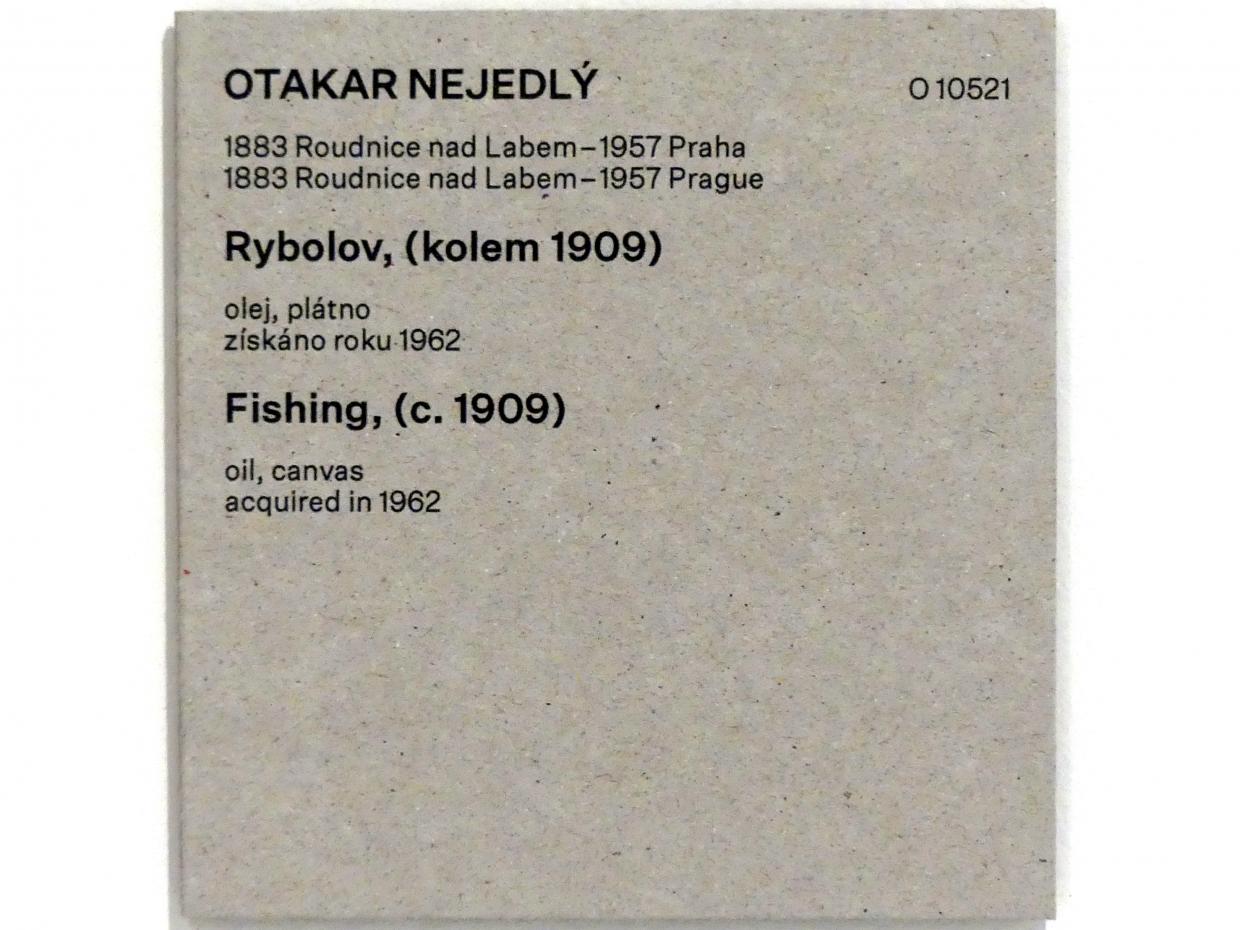 OTAKAR NEJEDLÝ O 10521
1883 Roudnice nad Labem–1957 Praha
1883 Roudnice nad Labem–1957 Prague
Rybolov, (kolem 1909)
olej, plátno
získáno roku 1962
Fishing, (c. 1909)
oil, canvas
acquired in 1962